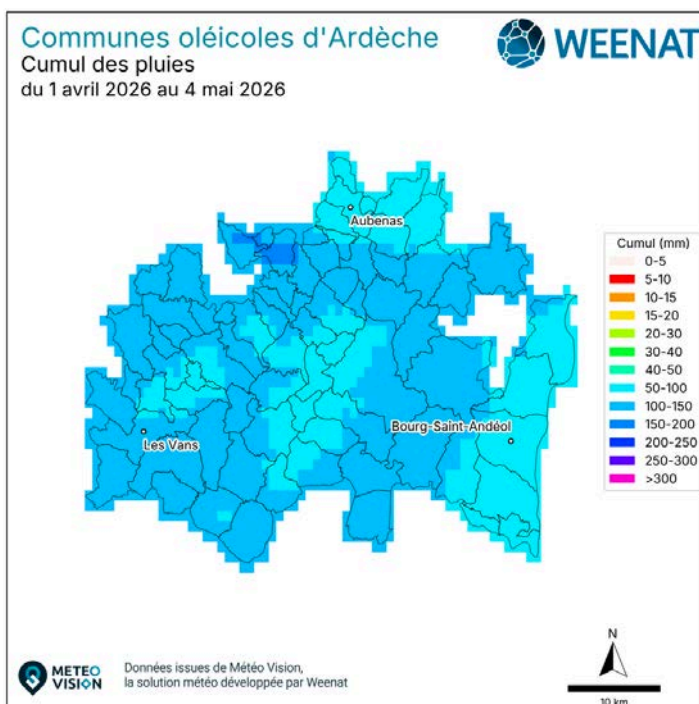 Communes oléicoles d'Ardèche
WEENAT
Cumul des pluies
du 1 avril 2026 au 4 mai 2026
Aubenas
Cumul (mm)
0-5
5-10
10-15
15-20
20-30
30-40
40-50
50-100
100-150
150-200
200-250
250-300
>300
Bourg-Saint-Andéol
Les Vans
N
METEO
VISION
Données issues de Météo Vision,
la solution météo développée par Weenat
10 km